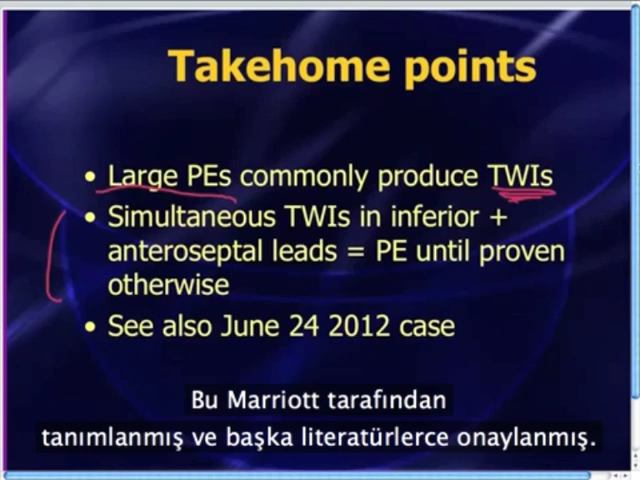 Takehome points
• Large PEs commonly produce TWIs
• Simultaneous TWIs in inferior +
anteroseptal leads = PE until proven
otherwise
• See also June 24 2012 case
Bu Marriott tarafından
tanımlanmış ve başka literatürlerce onaylanmış.